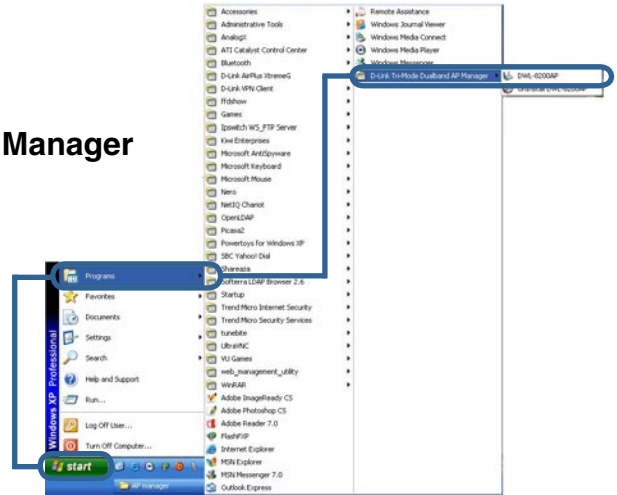 Manager
Accessories
Administrative Tools
AnalogX
ATI Catalyst Control Center
Bluetooth
D-Link AirPlus XtremeG
D-Link VPN Client
ffdshow
Games
Ipswitch WS_FTP Server
Kiwi Enterprises
Microsoft AntiSpyware
Microsoft Keyboard
Microsoft Mouse
Nero
NetIQ Chariot
OpenLDAP
Picasa2
Powertoys for Windows XP
SBC Yahoo! Dial
Shareaza
Softerra LDAP Browser 2.6
Startup
Trend Micro Internet Security
Trend Micro Security Services
tunebite
UltraVNC
VU Games
web_management_utility
WinRAR
Adobe ImageReady CS
Adobe Photoshop CS
Adobe Reader 7.0
FlashFXP
Internet Explorer
MSN Explorer
MSN Messenger 7.0
Outlook Express
Remote Assistance
Windows Journal Viewer
Windows Media Connect
Windows Media Player
Windows Messenger
D-Link Tri-Mode Dualband AP Manager
DWL-8200AP
Uninstall DWL-8200AP
Programs
Favorites
Documents
Settings
Search
Help and Support
Run...
Log Off User...
Turn Off Computer...
Windows XP Professional
start
AP manager